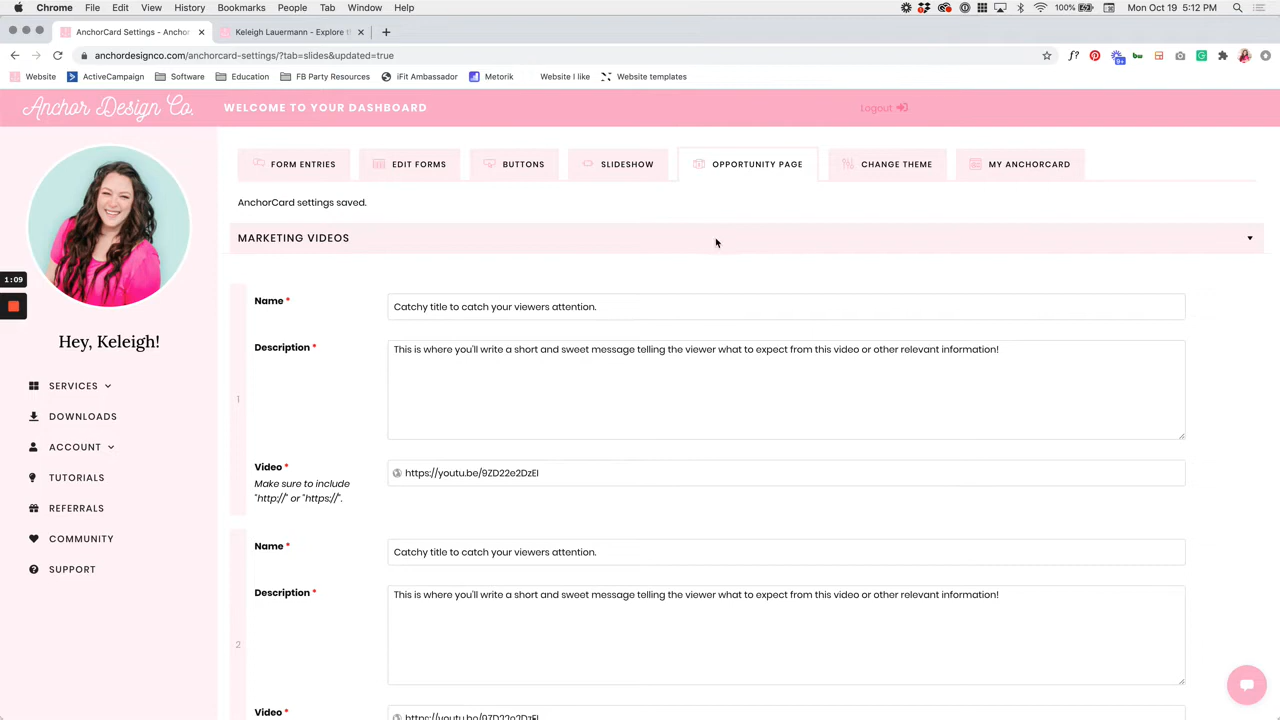 Chrome File Edit View History Bookmarks People Tab Window Help 100% Mon Oct 19 5:12 PM
AnchorCard Settings - Anchor Keleigh Lauermann - Explore t
anchordesignco.com/anchorcard-settings/?tab=slides&updated=true
Website ActiveCampaign Software Education FB Party Resources iFit Ambassador Metorik Website I like Website templates
Anchor Design Co. WELCOME TO YOUR DASHBOARD Logout
FORM ENTRIES EDIT FORMS BUTTONS SLIDESHOW OPPORTUNITY PAGE CHANGE THEME MY ANCHORCARD
AnchorCard settings saved.
MARKETING VIDEOS
1:09
Name * Catchy title to catch your viewers attention.
Hey, Keleigh!
Description * This is where you'll write a short and sweet message telling the viewer what to expect from this video or other relevant information!
SERVICES
1
DOWNLOADS
ACCOUNT
Video * https://youtu.be/9ZD22e2DzEI
Make sure to include
"http://" or "https://".
TUTORIALS
REFERRALS
COMMUNITY
Name * Catchy title to catch your viewers attention.
SUPPORT
Description * This is where you'll write a short and sweet message telling the viewer what to expect from this video or other relevant information!
2
Video * https://youtu.be/9ZD22e2DzEI